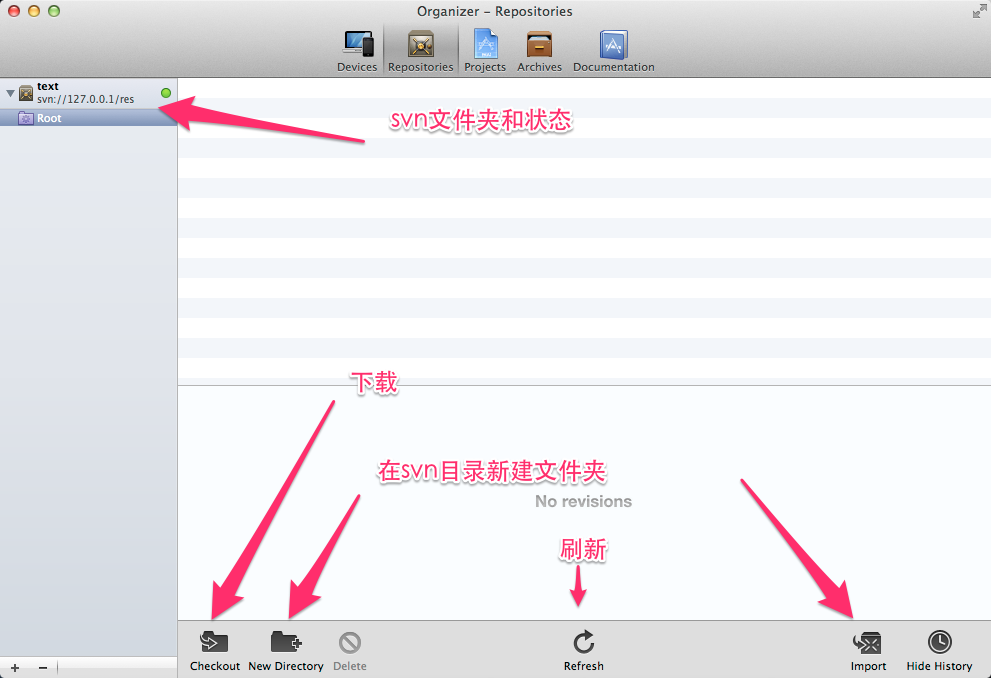 Organizer – Repositories
Devices Repositories Projects Archives Documentation
text
svn://127.0.0.1/res
Root
svn文件夹和状态
下载
在svn目录新建文件夹
No revisions
刷新
Checkout New Directory Delete Refresh Import Hide History